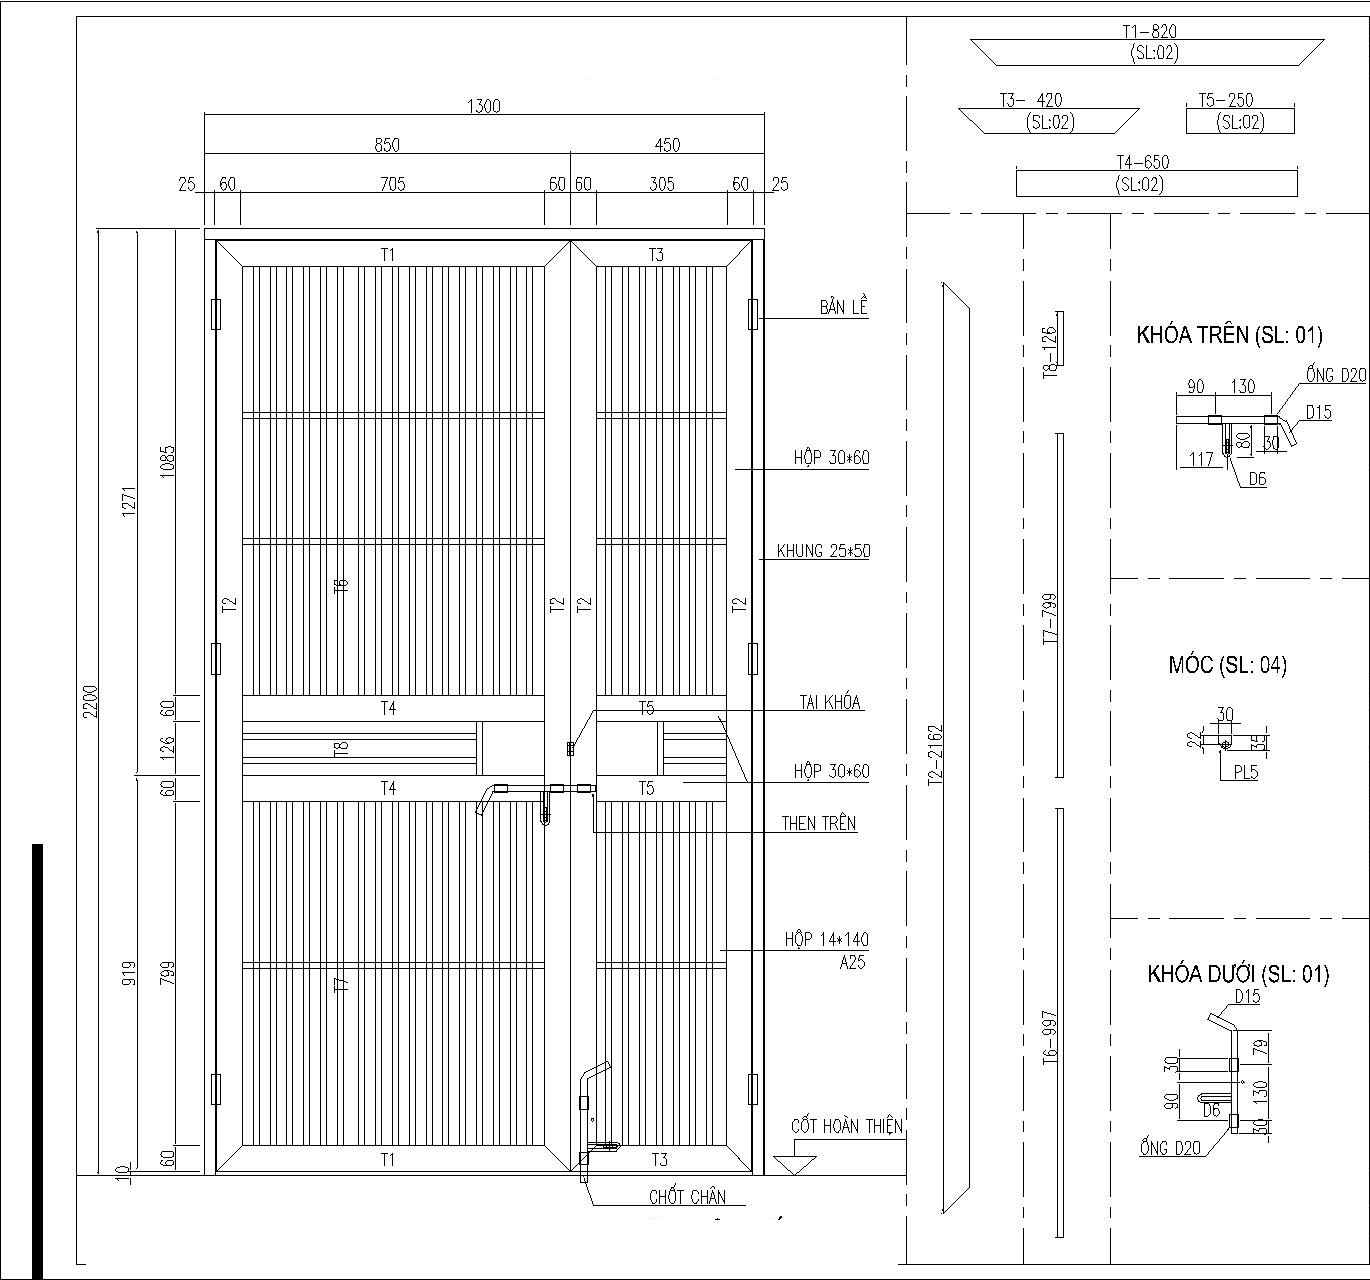 1300
850
450
25
60
705
60
60
305
60
25
T1
T3
BẢN LỀ
HỘP 30*60
KHUNG 25*50
T6
T2
T2
T2
T2
T4
T5
TAI KHÓA
T8
HỘP 30*60
T4
T5
THEN TRÊN
HỘP 14*140
A25
T7
CỐT HOÀN THIỆN
T1
T3
CHỐT CHÂN
2200
1271
919
10
1085
60
126
60
799
60
T1-820
(SL:02)
T3- 420
(SL:02)
T5-250
(SL:02)
T4-650
(SL:02)
T2-2162
T8-126
T7-799
T6-997
KHÓA TRÊN (SL: 01)
ỐNG D20
90
130
D15
80
30
117
D6
MÓC (SL: 04)
30
22
35
PL5
KHÓA DƯỚI (SL: 01)
D15
79
30
130
90
D6
30
ỐNG D20